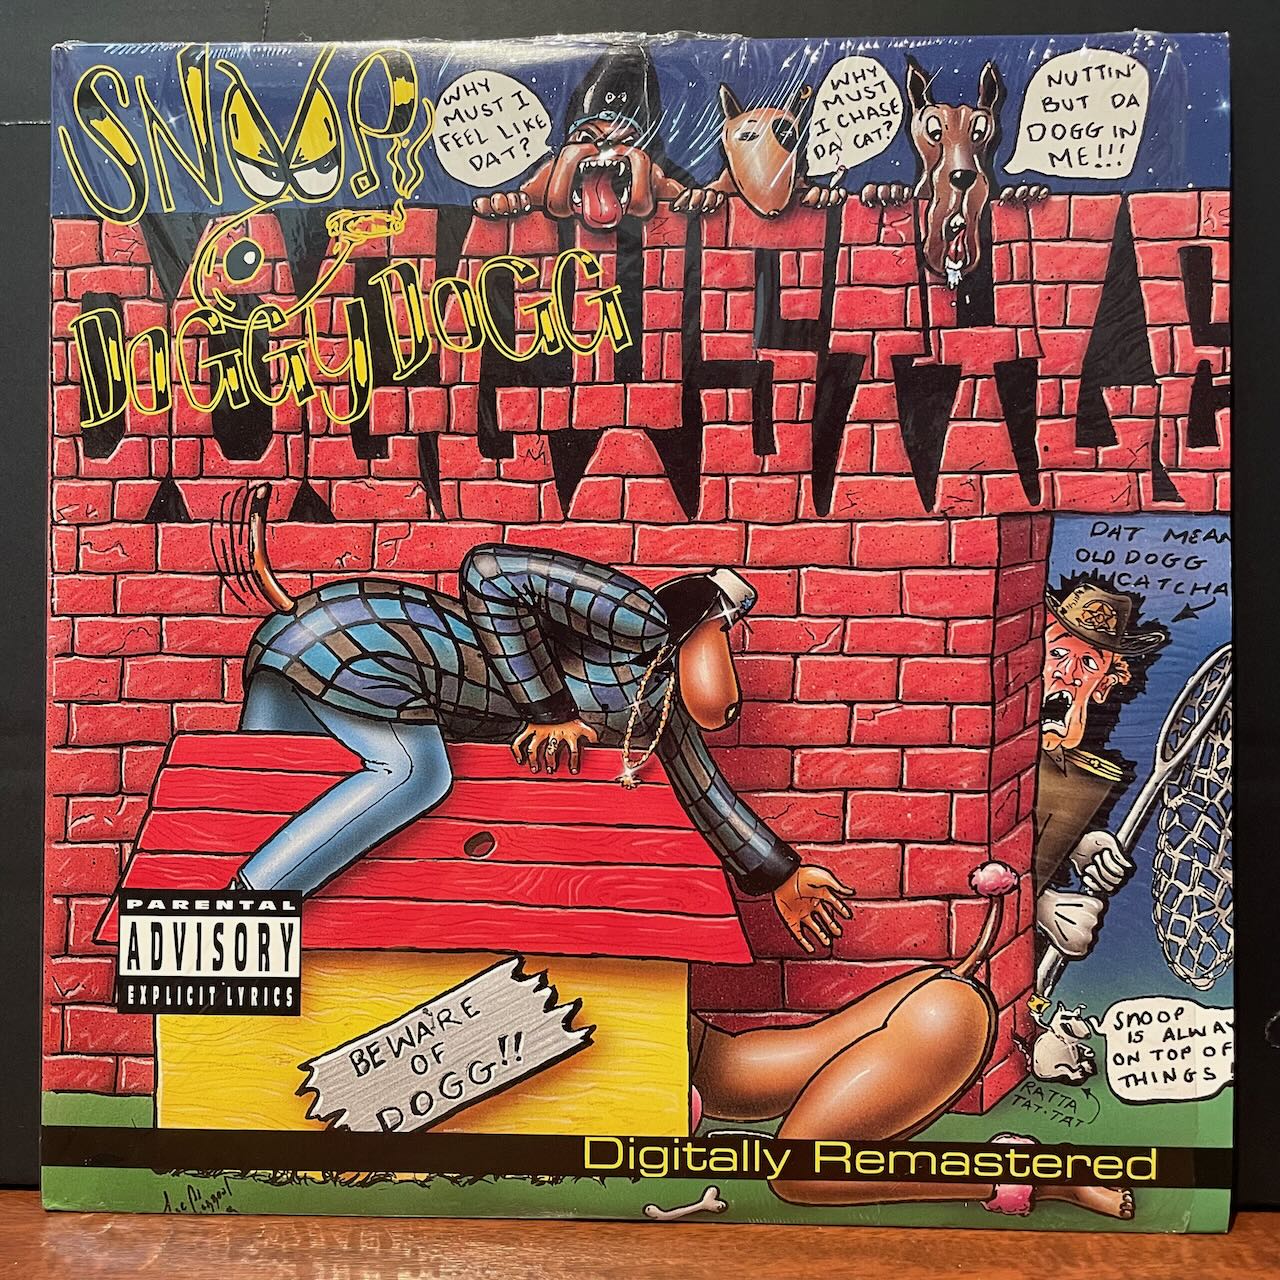 SNOOP
DOGGY DOGG
WHY
MUST I
FEEL LIKE
DAT?
WHY
MUST
I CHASE
DA CAT?
NUTTIN'
BUT DA
DOGG IN
ME!!!
DAT MEAN
OLD DOGG
CATCHA
PARENTAL
ADVISORY
EXPLICIT LYRICS
BEWARE
OF
DOGG!!
SNOOP
IS ALWAY
ON TOP OF
THINGS
RATTA
TAT-TAT
Digitally Remastered